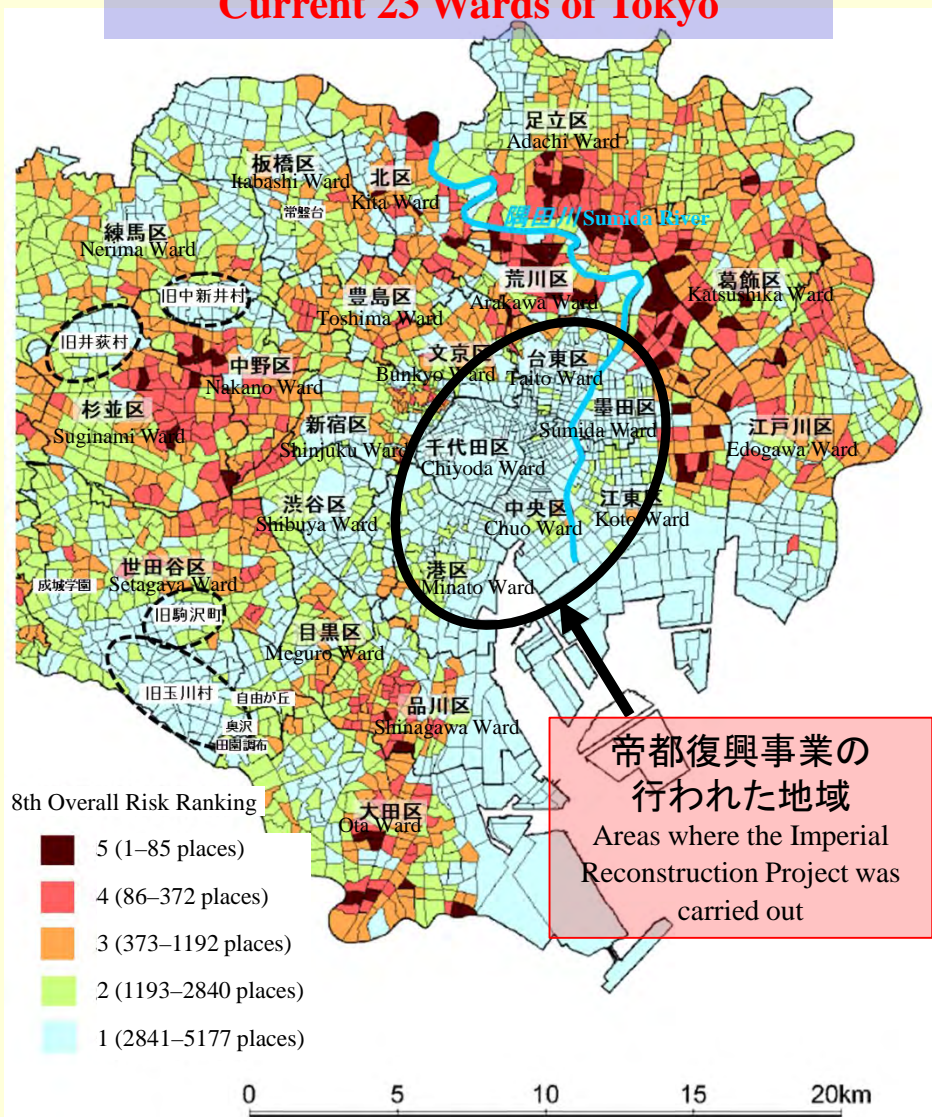 Current 23 Wards of Tokyo
足立区
Adachi Ward
板橋区
Itabashi Ward
北区
Kita Ward
常盤台
隅田川 Sumida River
練馬区
Nerima Ward
荒川区
Arakawa Ward
葛飾区
Katsushika Ward
旧中新井村
豊島区
Toshima Ward
旧井荻村
文京区
Bunkyo Ward
台東区
Taito Ward
中野区
Nakano Ward
杉並区
Suginami Ward
墨田区
Sumida Ward
新宿区
Shinjuku Ward
江戸川区
Edogawa Ward
千代田区
Chiyoda Ward
渋谷区
Shibuya Ward
中央区
Chuo Ward
江東区
Koto Ward
世田谷区
Setagaya Ward
成城学園
港区
Minato Ward
旧駒沢町
目黒区
Meguro Ward
旧玉川村
自由が丘
奥沢
田園調布
品川区
Shinagawa Ward
帝都復興事業の
行われた地域
Areas where the Imperial
Reconstruction Project was
carried out
大田区
Ota Ward
8th Overall Risk Ranking
5 (1–85 places)
4 (86–372 places)
3 (373–1192 places)
2 (1193–2840 places)
1 (2841–5177 places)
0 5 10 15 20km